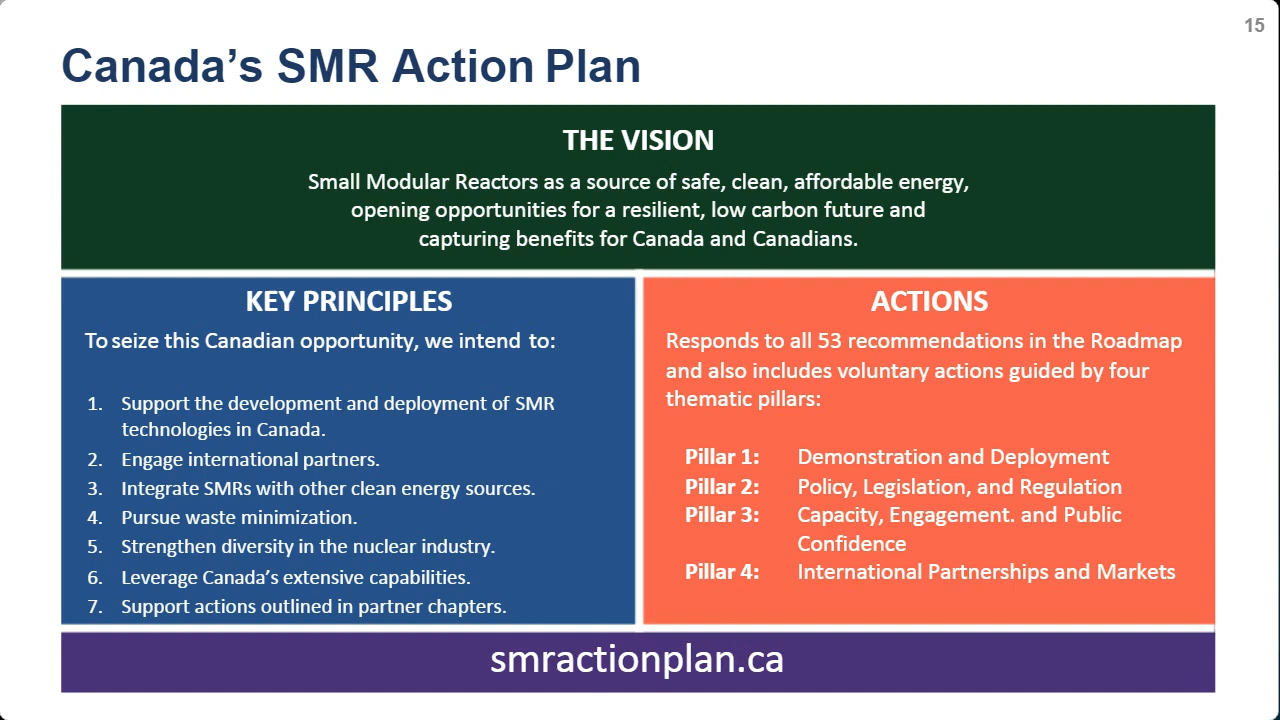 15
Canada's SMR Action Plan
THE VISION
Small Modular Reactors as a source of safe, clean, affordable energy,
opening opportunities for a resilient, low carbon future and
capturing benefits for Canada and Canadians.
KEY PRINCIPLES
To seize this Canadian opportunity, we intend to:
1. Support the development and deployment of SMR
technologies in Canada.
2. Engage international partners.
3. Integrate SMRs with other clean energy sources.
4. Pursue waste minimization.
5. Strengthen diversity in the nuclear industry.
6. Leverage Canada's extensive capabilities.
7. Support actions outlined in partner chapters.
ACTIONS
Responds to all 53 recommendations in the Roadmap
and also includes voluntary actions guided by four
thematic pillars:
Pillar 1: Demonstration and Deployment
Pillar 2: Policy, Legislation, and Regulation
Pillar 3: Capacity, Engagement. and Public
Confidence
Pillar 4: International Partnerships and Markets
smractionplan.ca